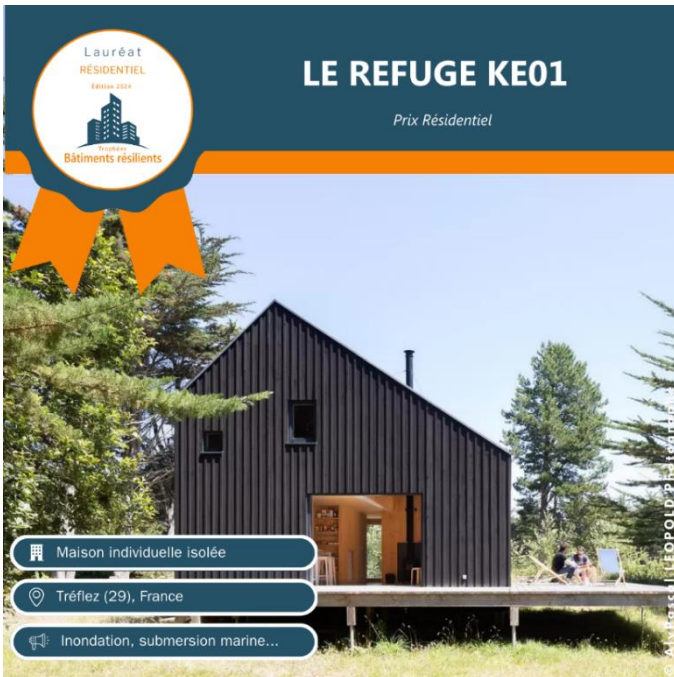 Lauréat
RÉSIDENTIEL
Édition 2024
Trophées
Bâtiments résilients
LE REFUGE KE01
Prix Résidentiel
Maison individuelle isolée
Tréflez (29), France
Inondation, submersion marine...